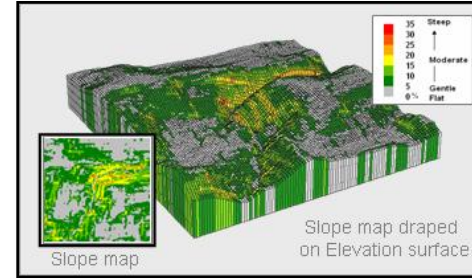 35 Steep
30
25
20 Moderate
15
10
5 Gentle
0% Flat
Slope map
Slope map draped
on Elevation surface